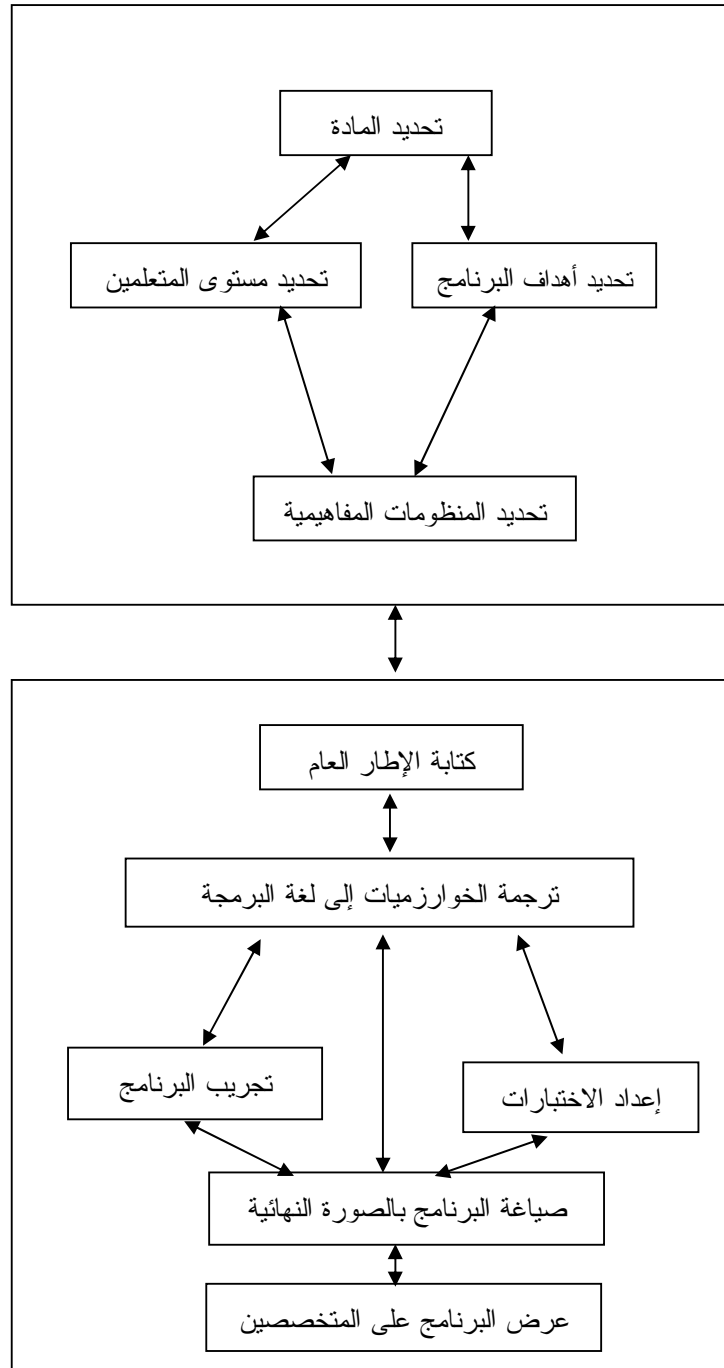 تحديد المادة
تحديد أهداف البرنامج
تحديد مستوى المتعلمين
تحديد المنظومات المفاهيمية
كتابة الإطار العام
ترجمة الخوارزميات إلى لغة البرمجة
إعداد الاختبارات
تجريب البرنامج
صياغة البرنامج بالصورة النهائية
عرض البرنامج على المتخصصين